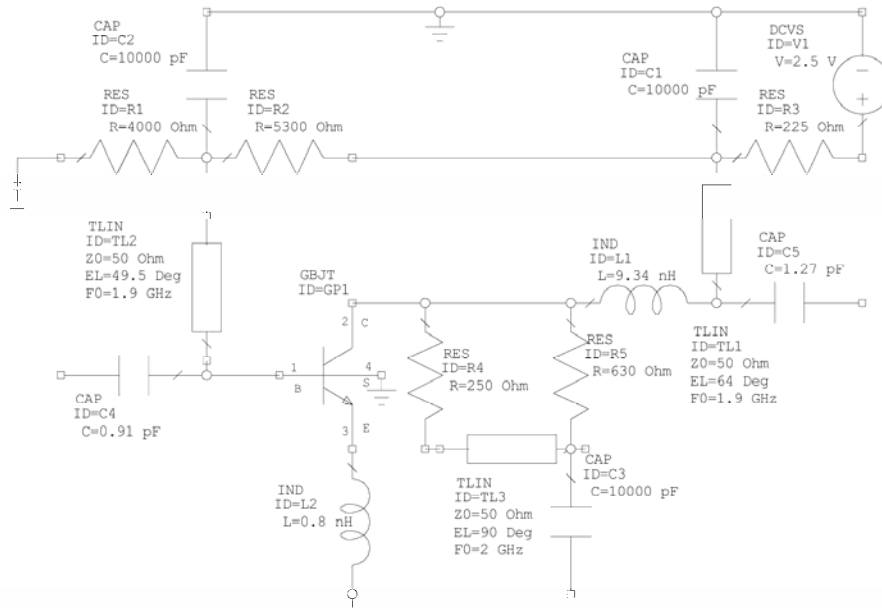 CAP
ID=C2
C=10000 pF
RES
ID=R1
R=4000 Ohm
RES
ID=R2
R=5300 Ohm
CAP
ID=C1
C=10000 pF
DCVS
ID=V1
V=2.5 V
RES
ID=R3
R=225 Ohm
TLIN
ID=TL2
Z0=50 Ohm
EL=49.5 Deg
F0=1.9 GHz
GBJT
ID=GP1
2 C
1
B
4
S
3 E
IND
ID=L1
L=9.34 nH
CAP
ID=C5
C=1.27 pF
RES
ID=R4
R=250 Ohm
RES
ID=R5
R=630 Ohm
TLIN
ID=TL1
Z0=50 Ohm
EL=64 Deg
F0=1.9 GHz
CAP
ID=C4
C=0.91 pF
IND
ID=L2
L=0.8 nH
TLIN
ID=TL3
Z0=50 Ohm
EL=90 Deg
F0=2 GHz
CAP
ID=C3
C=10000 pF